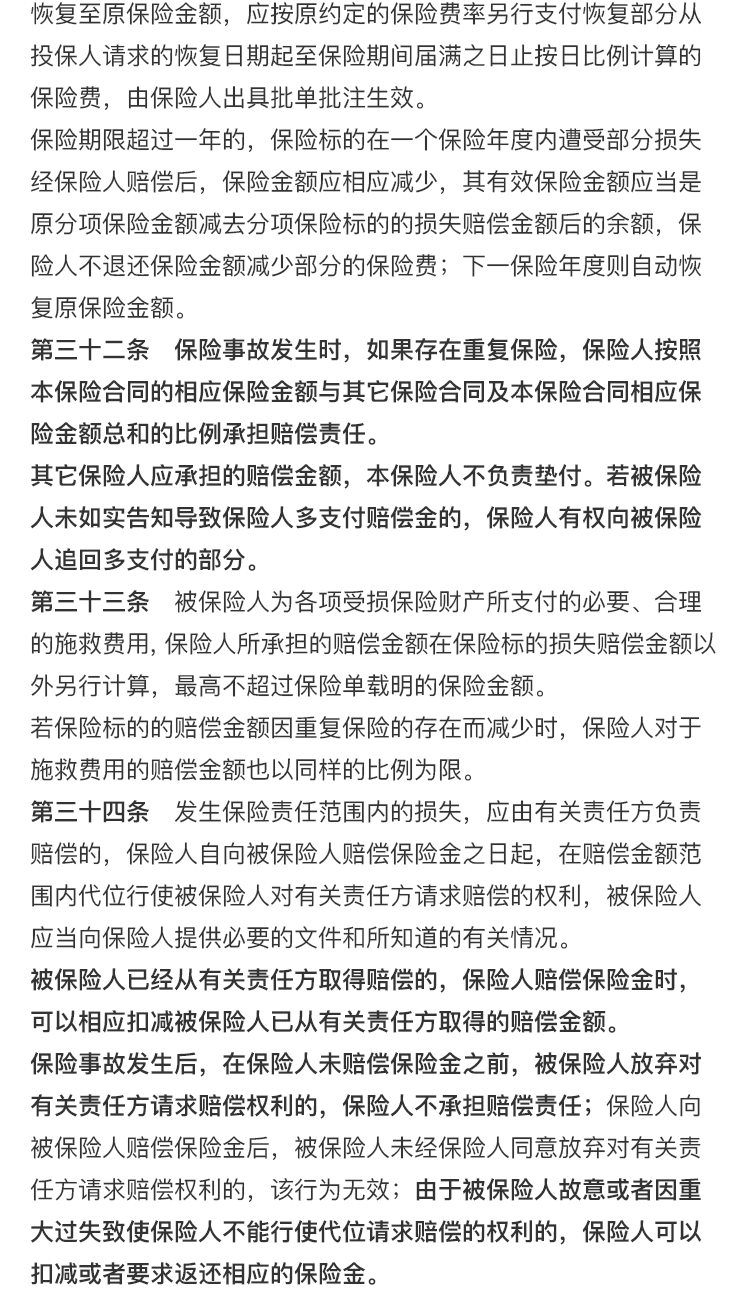 恢复至原保险金额，应按原约定的保险费率另行支付恢复部分从
投保人请求的恢复日期起至保险期间届满之日止按日比例计算的
保险费，由保险人出具批单批注生效。
保险期限超过一年的，保险标的在一个保险年度内遭受部分损失
经保险人赔偿后，保险金额应相应减少，其有效保险金额应当是
原分项保险金额减去分项保险标的的损失赔偿金额后的余额，保
险人不退还保险金额减少部分的保险费；下一保险年度则自动恢
复原保险金额。
第三十二条　保险事故发生时，如果存在重复保险，保险人按照
本保险合同的相应保险金额与其它保险合同及本保险合同相应保
险金额总和的比例承担赔偿责任。
其它保险人应承担的赔偿金额，本保险人不负责垫付。若被保险
人未如实告知导致保险人多支付赔偿金的，保险人有权向被保险
人追回多支付的部分。
第三十三条　被保险人为各项受损保险财产所支付的必要、合理
的施救费用, 保险人所承担的赔偿金额在保险标的损失赔偿金额以
外另行计算，最高不超过保险单载明的保险金额。
若保险标的的赔偿金额因重复保险的存在而减少时，保险人对于
施救费用的赔偿金额也以同样的比例为限。
第三十四条　发生保险责任范围内的损失，应由有关责任方负责
赔偿的，保险人自向被保险人赔偿保险金之日起，在赔偿金额范
围内代位行使被保险人对有关责任方请求赔偿的权利，被保险人
应当向保险人提供必要的文件和所知道的有关情况。
被保险人已经从有关责任方取得赔偿的，保险人赔偿保险金时，
可以相应扣减被保险人已从有关责任方取得的赔偿金额。
保险事故发生后，在保险人未赔偿保险金之前，被保险人放弃对
有关责任方请求赔偿权利的，保险人不承担赔偿责任；保险人向
被保险人赔偿保险金后，被保险人未经保险人同意放弃对有关责
任方请求赔偿权利的，该行为无效；由于被保险人故意或者因重
大过失致使保险人不能行使代位请求赔偿的权利的，保险人可以
扣减或者要求返还相应的保险金。